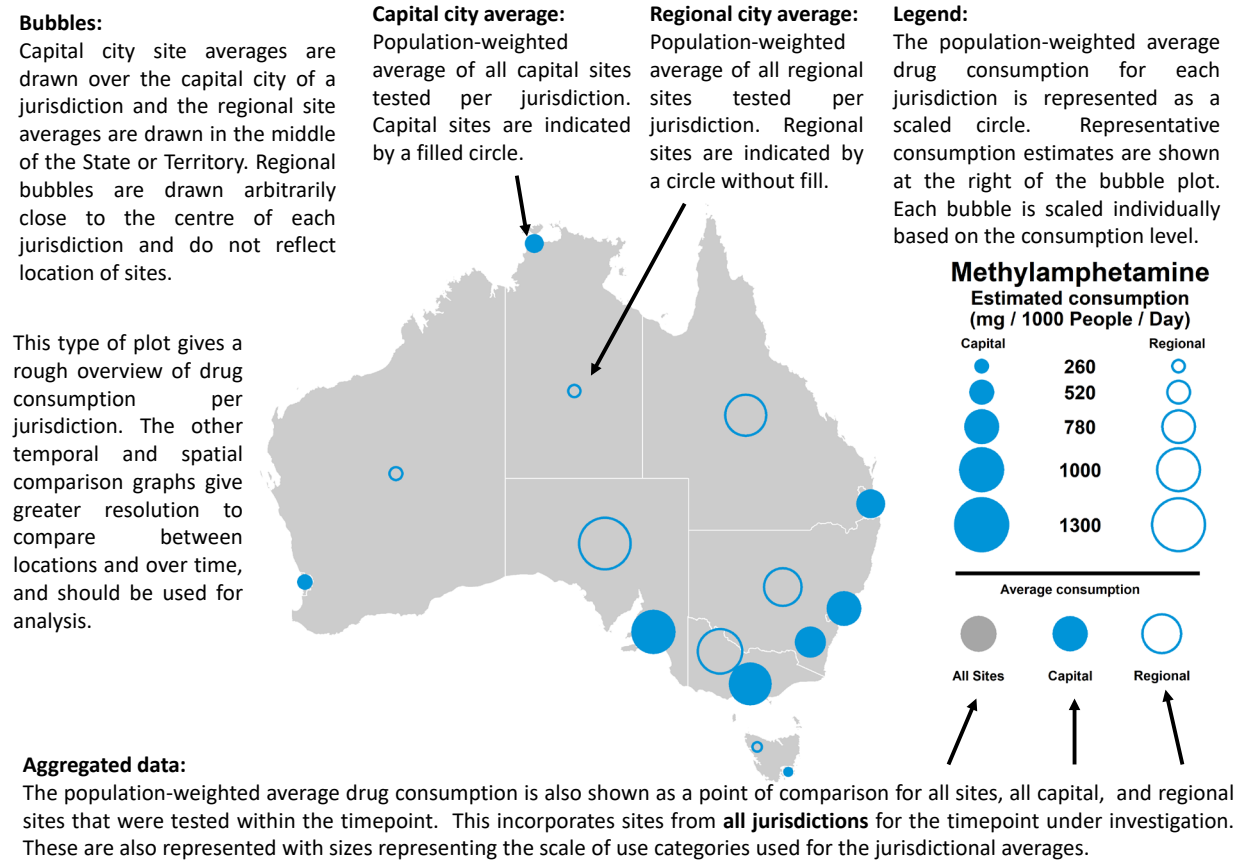 Bubbles:
Capital city site averages are
drawn over the capital city of a
jurisdiction and the regional site
averages are drawn in the middle
of the State or Territory. Regional
bubbles are drawn arbitrarily
close to the centre of each
jurisdiction and do not reflect
location of sites.
This type of plot gives a
rough overview of drug
consumption per
jurisdiction. The other
temporal and spatial
comparison graphs give
greater resolution to
compare between
locations and over time,
and should be used for
analysis.
Capital city average:
Population-weighted
average of all capital sites
tested per jurisdiction.
Capital sites are indicated
by a filled circle.
Regional city average:
Population-weighted
average of all regional
sites tested per
jurisdiction. Regional
sites are indicated by
a circle without fill.
Legend:
The population-weighted average
drug consumption for each
jurisdiction is represented as a
scaled circle. Representative
consumption estimates are shown
at the right of the bubble plot.
Each bubble is scaled individually
based on the consumption level.
Methylamphetamine
Estimated consumption
(mg / 1000 People / Day)
Capital Regional
260
520
780
1000
1300
Average consumption
All Sites Capital Regional
Aggregated data:
The population-weighted average drug consumption is also shown as a point of comparison for all sites, all capital, and regional
sites that were tested within the timepoint. This incorporates sites from all jurisdictions for the timepoint under investigation.
These are also represented with sizes representing the scale of use categories used for the jurisdictional averages.